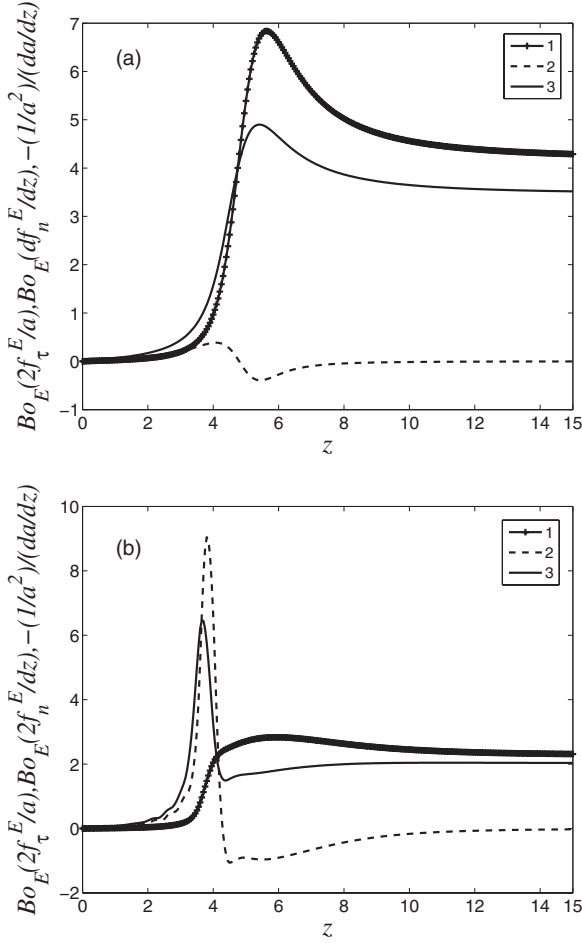 (a)
1
2
3
7
6
5
4
3
2
1
0
−1
0 2 4 6 8 10 12 14 15
z
Bo_E(2f_τ^E/a),Bo_E(df_n^E/dz),−(1/a^2)/(da/dz)
(b)
1
2
3
10
8
6
4
2
0
−2
0 2 4 6 8 10 12 14 15
z
Bo_E(2f_τ^E/a),Bo_E(2f_n^E/dz),−(1/a^2)/(da/dz)